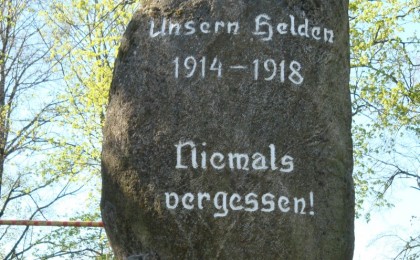 Unsern Helden
1914-1918
Niemals
vergessen!